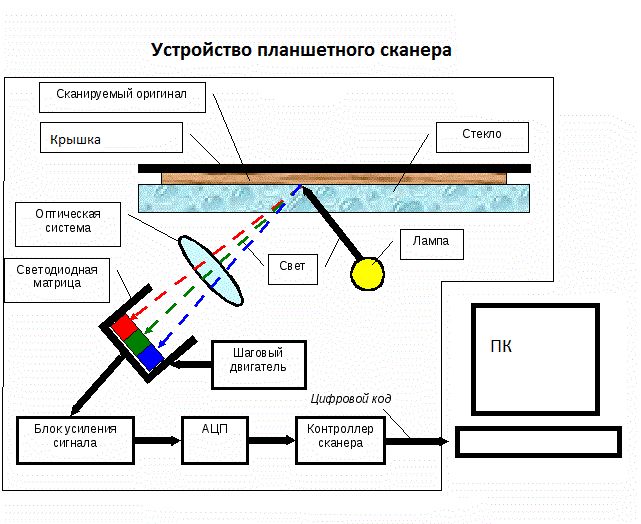 Устройство планшетного сканера
Сканируемый оригинал
Крышка
Стекло
Оптическая
система
Лампа
Свет
Светодиодная
матрица
ПК
Шаговый
двигатель
Цифровой код
Блок усиления
сигнала
АЦП
Контроллер
сканера